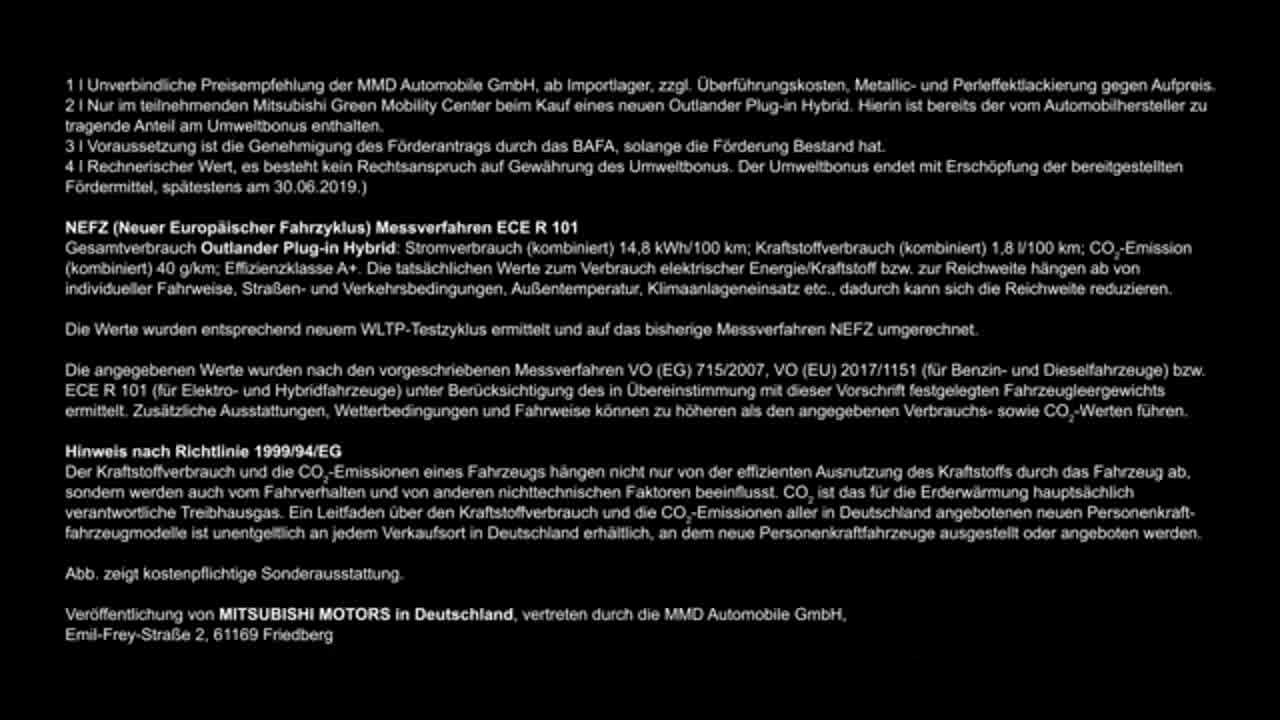 1 I Unverbindliche Preisempfehlung der MMD Automobile GmbH, ab Importlager, zzgl. Überführungskosten, Metallic- und Perleffektlackierung gegen Aufpreis.
2 I Nur im teilnehmenden Mitsubishi Green Mobility Center beim Kauf eines neuen Outlander Plug-in Hybrid. Hierin ist bereits der vom Automobilhersteller zu
tragende Anteil am Umweltbonus enthalten.
3 I Voraussetzung ist die Genehmigung des Förderantrags durch das BAFA, solange die Förderung Bestand hat.
4 I Rechnerischer Wert, es besteht kein Rechtsanspruch auf Gewährung des Umweltbonus. Der Umweltbonus endet mit Erschöpfung der bereitgestellten
Fördermittel, spätestens am 30.06.2019.)
NEFZ (Neuer Europäischer Fahrzyklus) Messverfahren ECE R 101
Gesamtverbrauch Outlander Plug-in Hybrid: Stromverbrauch (kombiniert) 14,8 kWh/100 km; Kraftstoffverbrauch (kombiniert) 1,8 l/100 km; CO₂-Emission
(kombiniert) 40 g/km; Effizienzklasse A+. Die tatsächlichen Werte zum Verbrauch elektrischer Energie/Kraftstoff bzw. zur Reichweite hängen ab von
individueller Fahrweise, Straßen- und Verkehrsbedingungen, Außentemperatur, Klimaanlageneinsatz etc., dadurch kann sich die Reichweite reduzieren.
Die Werte wurden entsprechend neuem WLTP-Testzyklus ermittelt und auf das bisherige Messverfahren NEFZ umgerechnet.
Die angegebenen Werte wurden nach den vorgeschriebenen Messverfahren VO (EG) 715/2007, VO (EU) 2017/1151 (für Benzin- und Dieselfahrzeuge) bzw.
ECE R 101 (für Elektro- und Hybridfahrzeuge) unter Berücksichtigung des in Übereinstimmung mit dieser Vorschrift festgelegten Fahrzeugleergewichts
ermittelt. Zusätzliche Ausstattungen, Wetterbedingungen und Fahrweise können zu höheren als den angegebenen Verbrauchs- sowie CO₂-Werten führen.
Hinweis nach Richtlinie 1999/94/EG
Der Kraftstoffverbrauch und die CO₂-Emissionen eines Fahrzeugs hängen nicht nur von der effizienten Ausnutzung des Kraftstoffs durch das Fahrzeug ab,
sondern werden auch vom Fahrverhalten und von anderen nichttechnischen Faktoren beeinflusst. CO₂ ist das für die Erderwärmung hauptsächlich
verantwortliche Treibhausgas. Ein Leitfaden über den Kraftstoffverbrauch und die CO₂-Emissionen aller in Deutschland angebotenen neuen Personenkraft-
fahrzeugmodelle ist unentgeltlich an jedem Verkaufsort in Deutschland erhältlich, an dem neue Personenkraftfahrzeuge ausgestellt oder angeboten werden.
Abb. zeigt kostenpflichtige Sonderausstattung.
Veröffentlichung von MITSUBISHI MOTORS in Deutschland, vertreten durch die MMD Automobile GmbH,
Emil-Frey-Straße 2, 61169 Friedberg